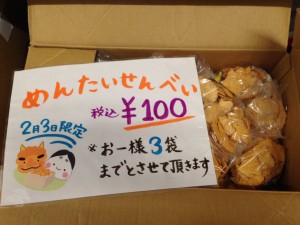 めんたいせんべい
2月3日限定
税込 ¥100
※お一様3袋
までとさせて頂きます